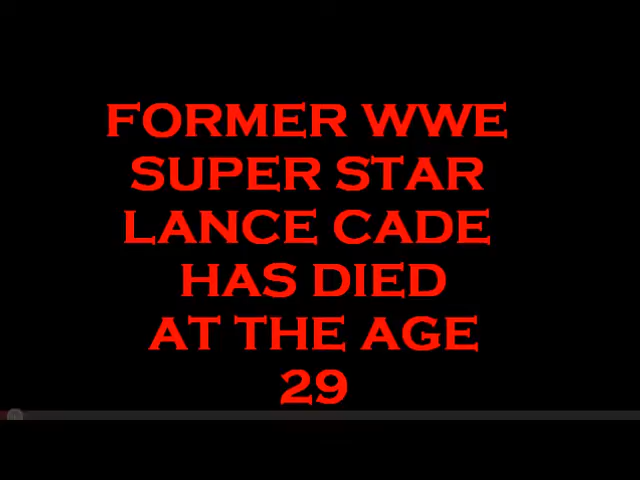 FORMER WWE
SUPER STAR
LANCE CADE
HAS DIED
AT THE AGE
29